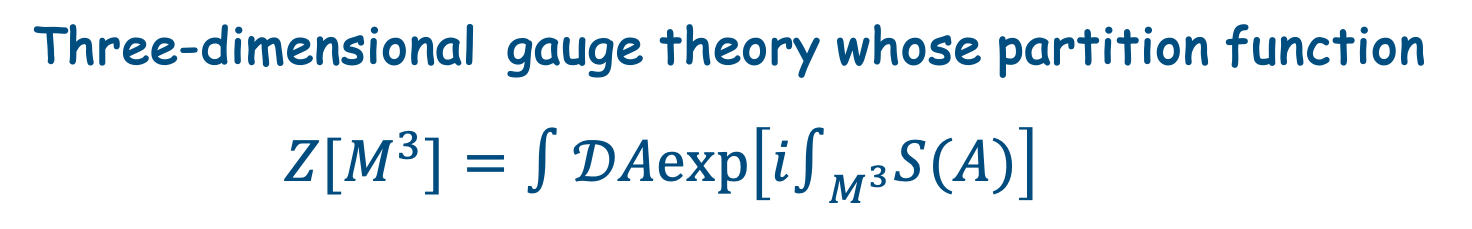 Three-dimensional gauge theory whose partition function
Z[M³] = ∫ 𝒟A exp[i∫_{M³} S(A)]